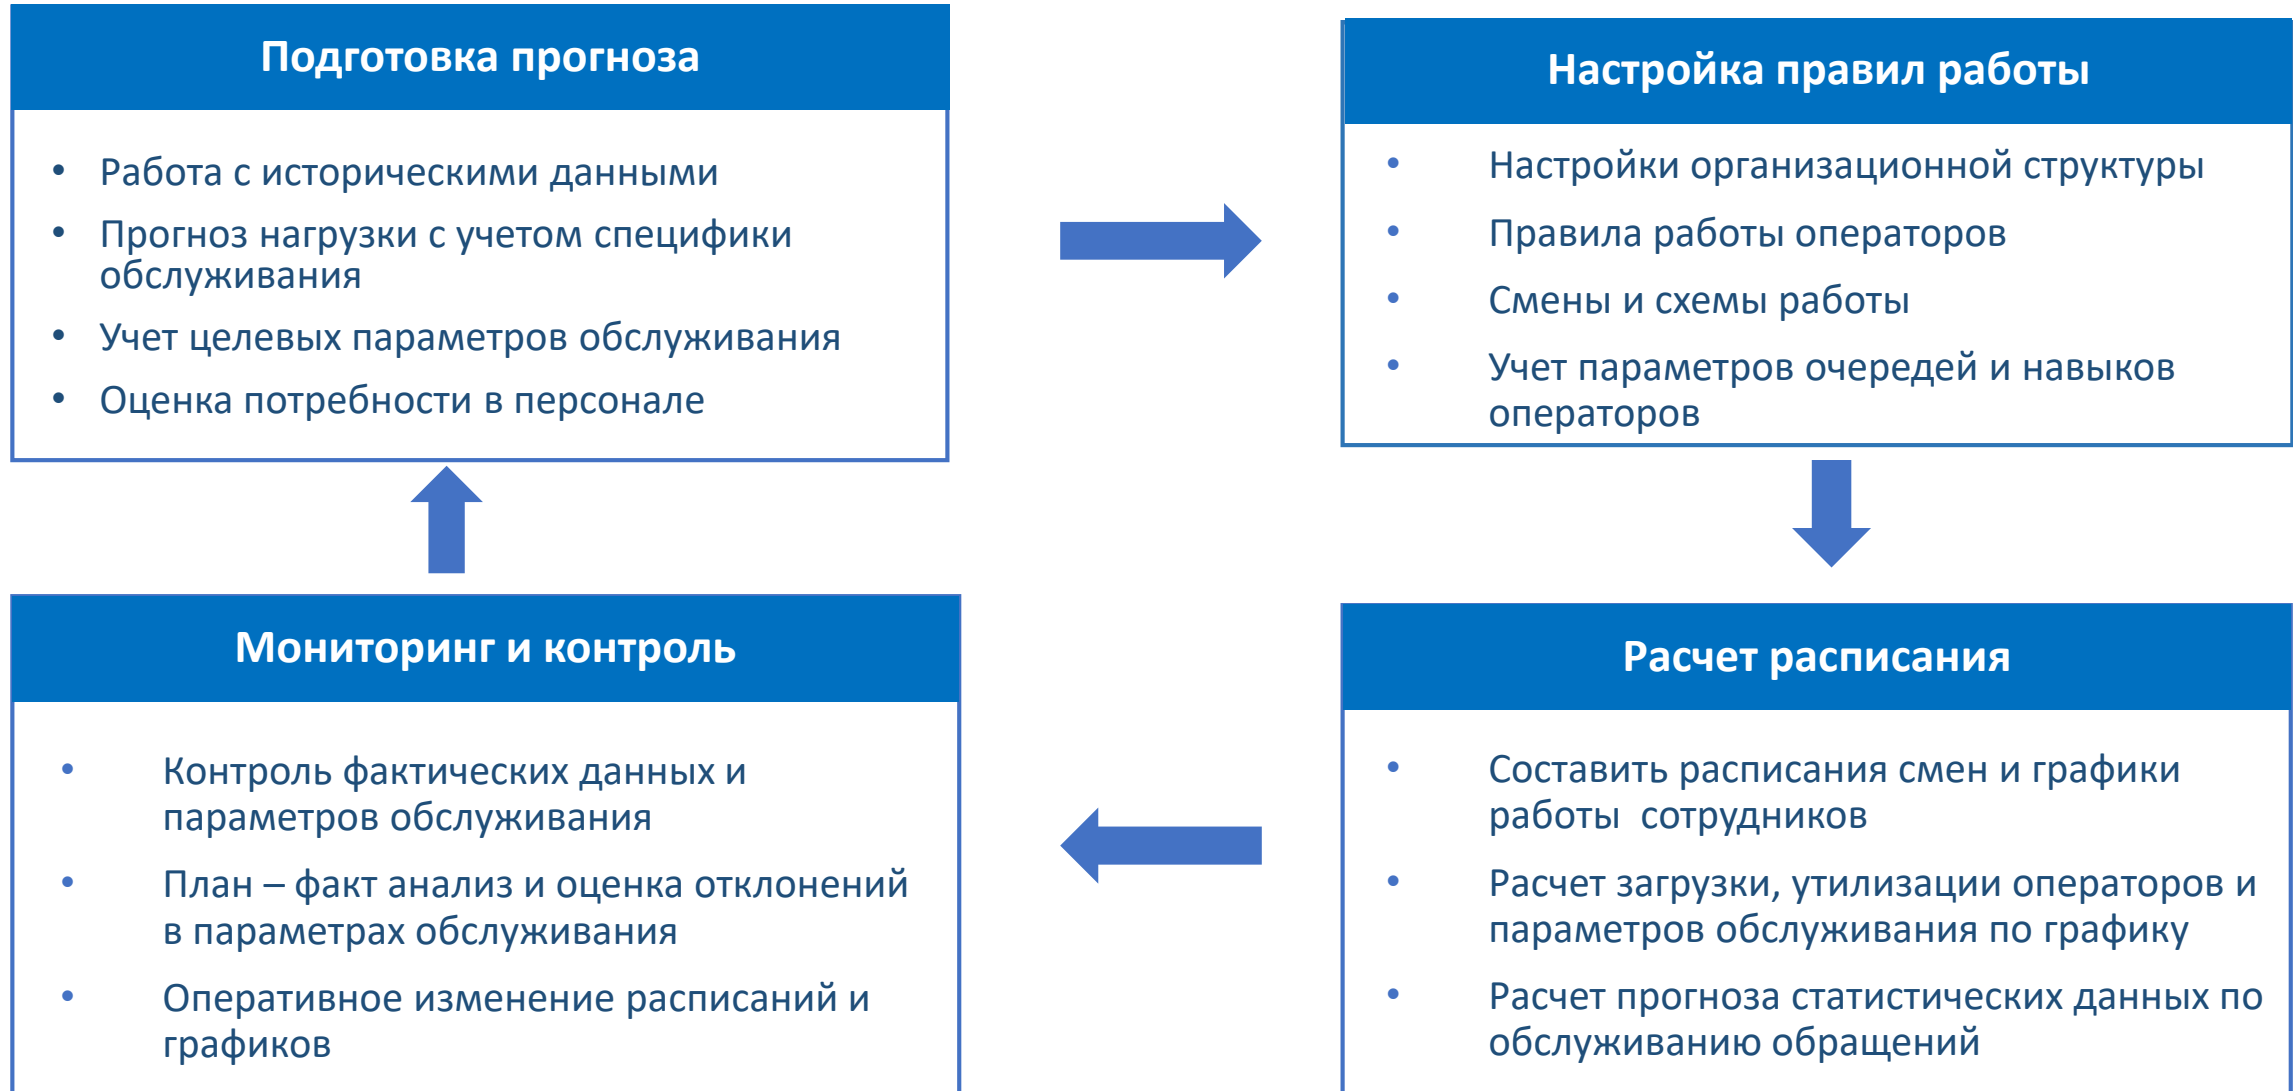 Подготовка прогноза
• Работа с историческими данными
• Прогноз нагрузки с учетом специфики
обслуживания
• Учет целевых параметров обслуживания
• Оценка потребности в персонале
Настройка правил работы
• Настройки организационной структуры
• Правила работы операторов
• Смены и схемы работы
• Учет параметров очередей и навыков
операторов
Расчет расписания
• Составить расписания смен и графики
работы  сотрудников
• Расчет загрузки, утилизации операторов и
параметров обслуживания по графику
• Расчет прогноза статистических данных по
обслуживанию обращений
Мониторинг и контроль
• Контроль фактических данных и
параметров обслуживания
• План – факт анализ и оценка отклонений
в параметрах обслуживания
• Оперативное изменение расписаний и
графиков